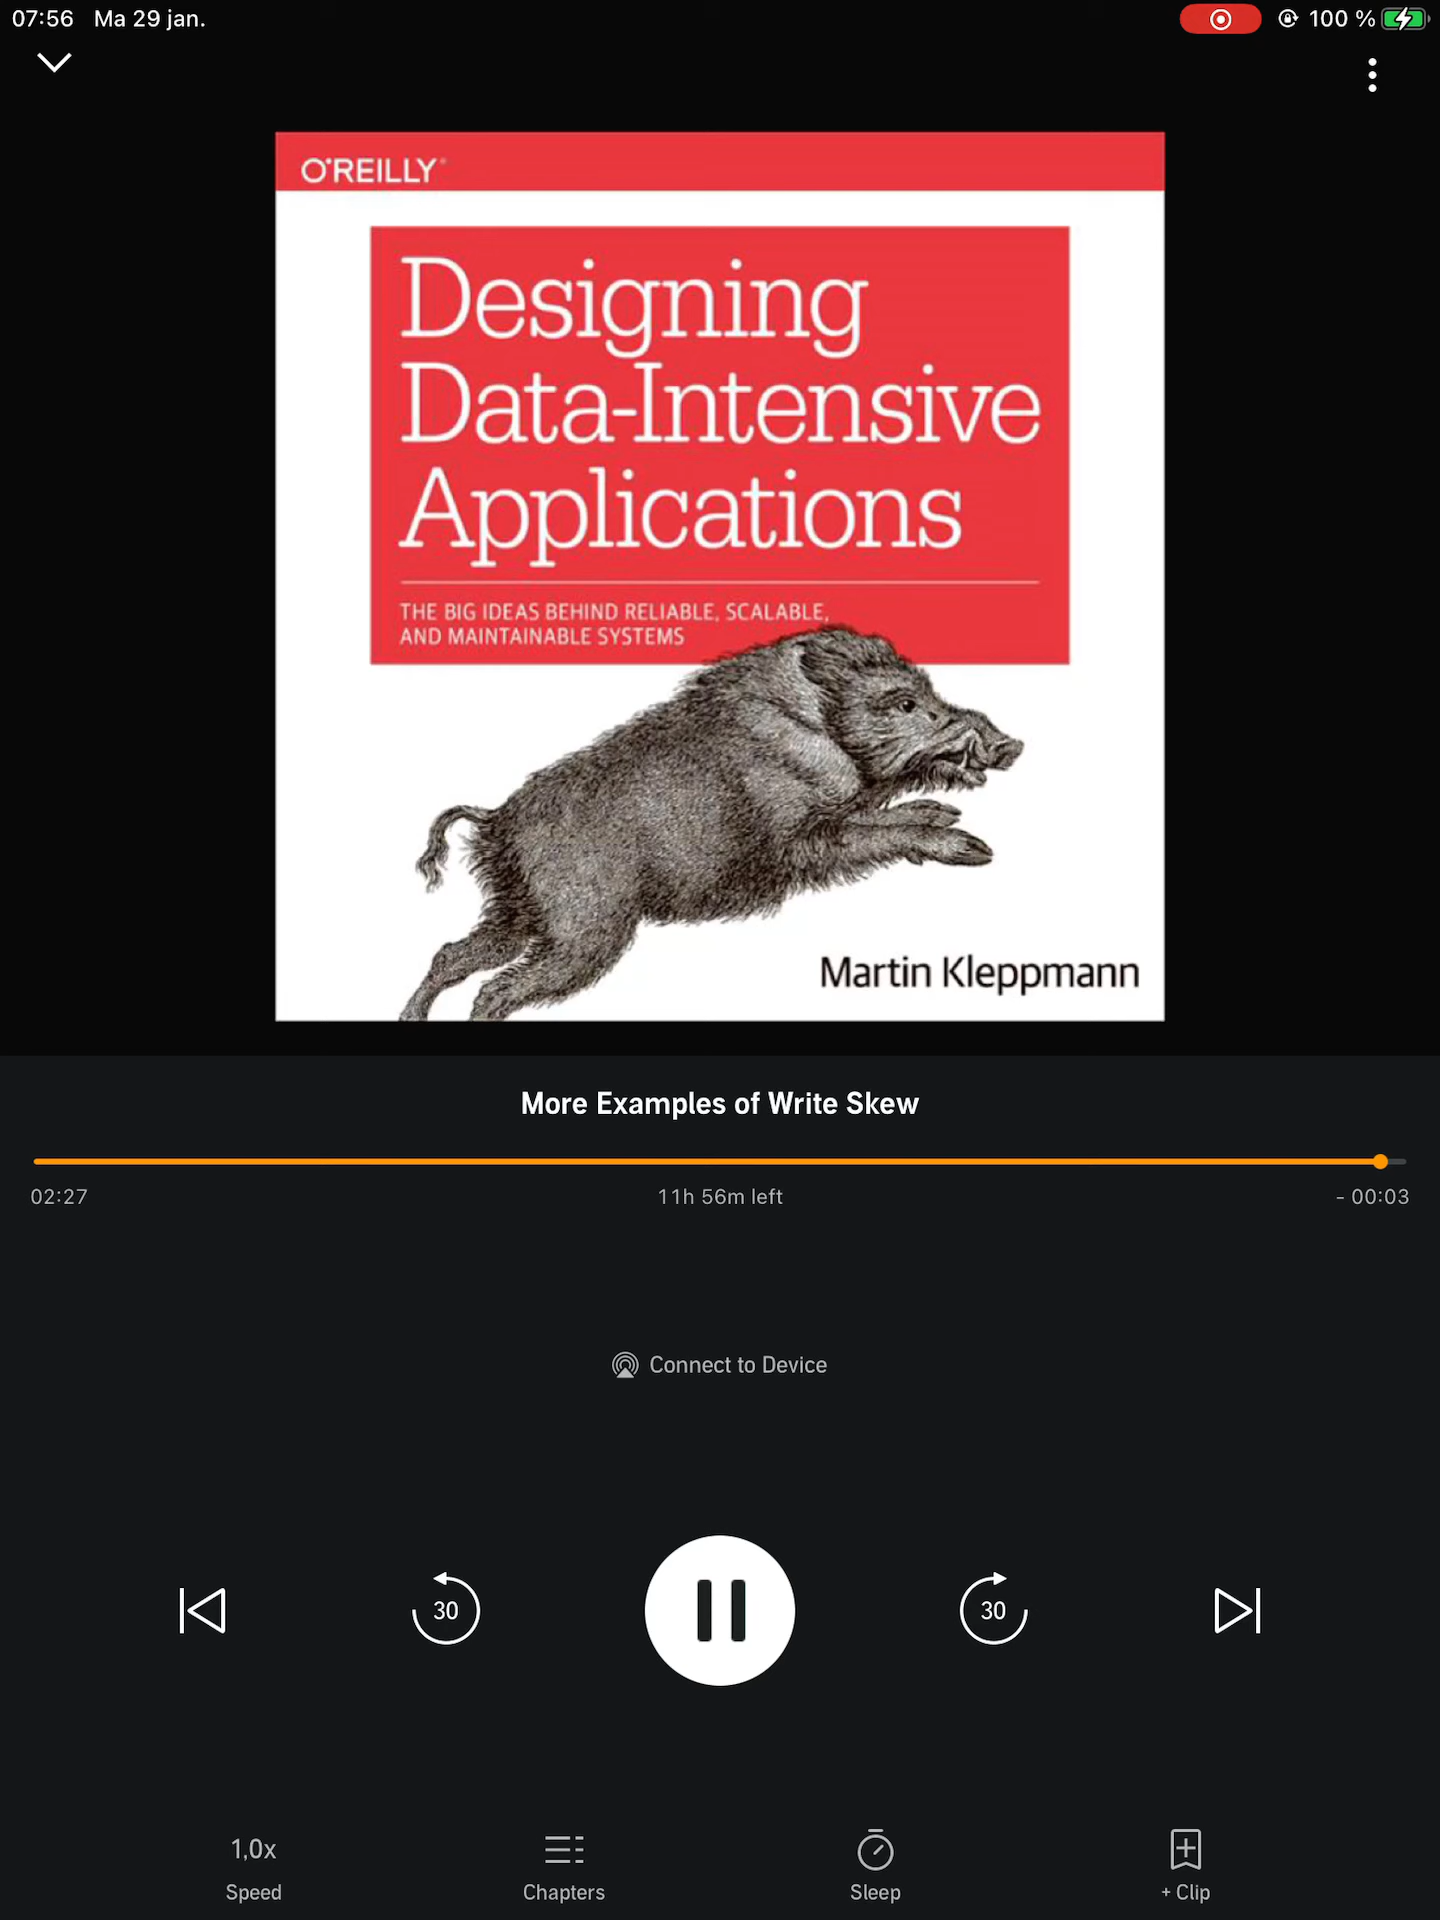 07:56 Ma 29 jan.
100 %
O'REILLY®
Designing
Data-Intensive
Applications
THE BIG IDEAS BEHIND RELIABLE, SCALABLE,
AND MAINTAINABLE SYSTEMS
Martin Kleppmann
More Examples of Write Skew
02:27 11h 56m left - 00:03
Connect to Device
30 30
1,0x
Speed Chapters Sleep + Clip